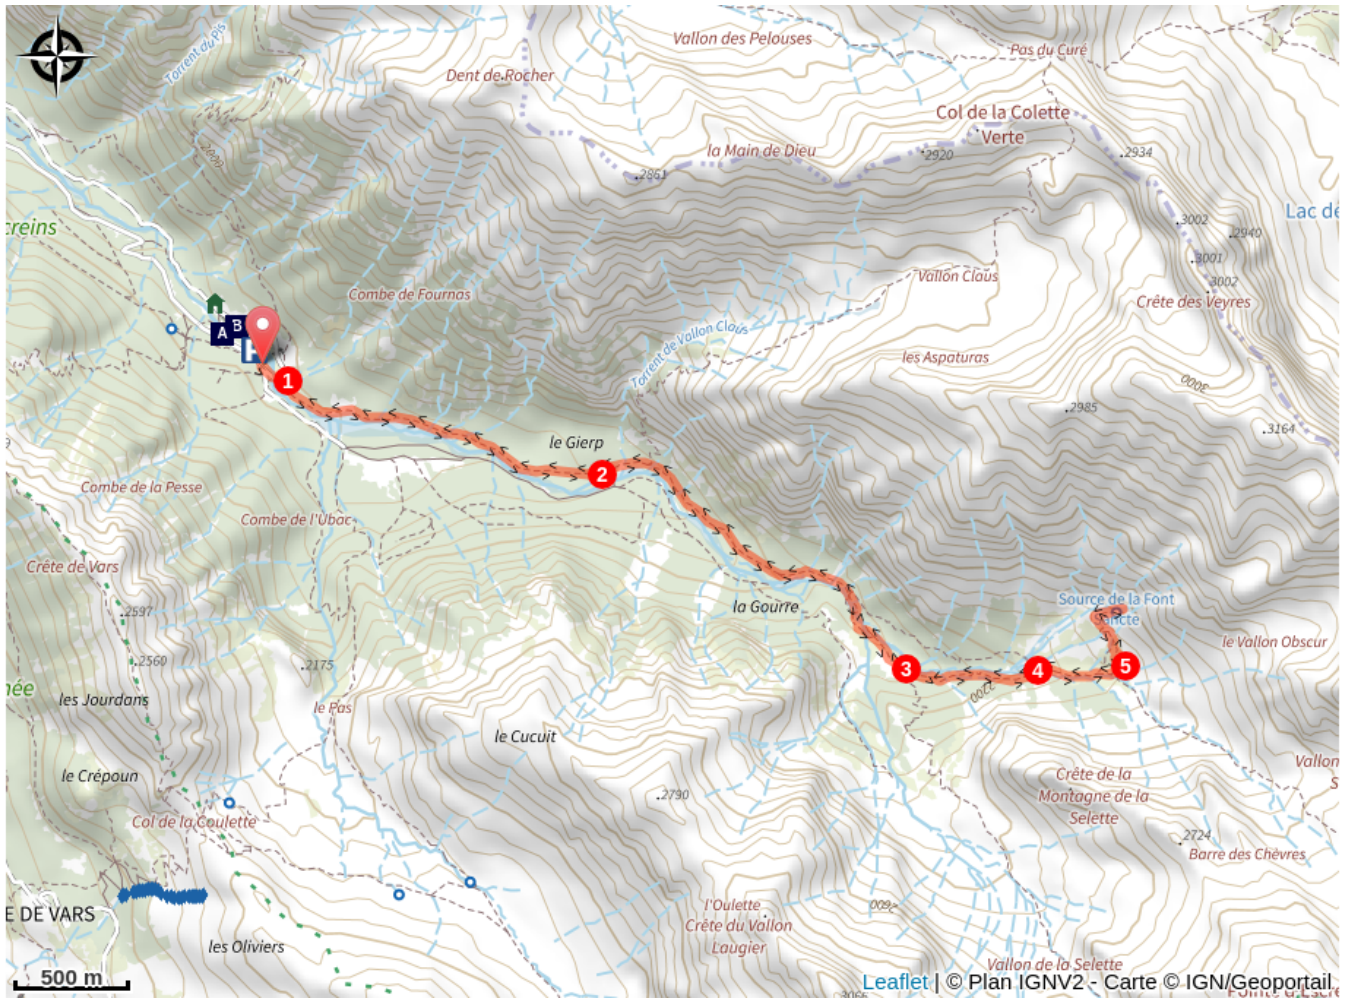 Torrent du Pis
Vallon des Pelouses
Pas du Curé
Dent de Rocher
Col de la Colette
Verte
2400
la Main de Dieu
2920
2934
2861
creins
3002
2940
Lac de
3001
3002
Vallon Claus
Crête des Veyres
Combe de Fournas
A
B
Torrent de Vallon Claus
les Aspaturas
3000
1
2985
3164
9
le Gierp
2
Combe de la Pesse
Combe de l'Ubac
Crête de Vars
2597
la Gourre
Source de la Font
le Vallon Obscur
2560
2175
3
4
5
2200
née
les Jourdans
le Pas
le Cucuit
Vallon
S
le Crépoun
Crête de la
Montagne de la
Selette
2790
Col de la Coulette
2724
Barre des Chèvres
E DE VARS
2600
l'Oulette
Crête du Vallon
Laugier
les Oliviers
Vallon de la Selette
500 m
3066
Leaflet | © Plan IGNV2 - Carte © IGN/Geoportail